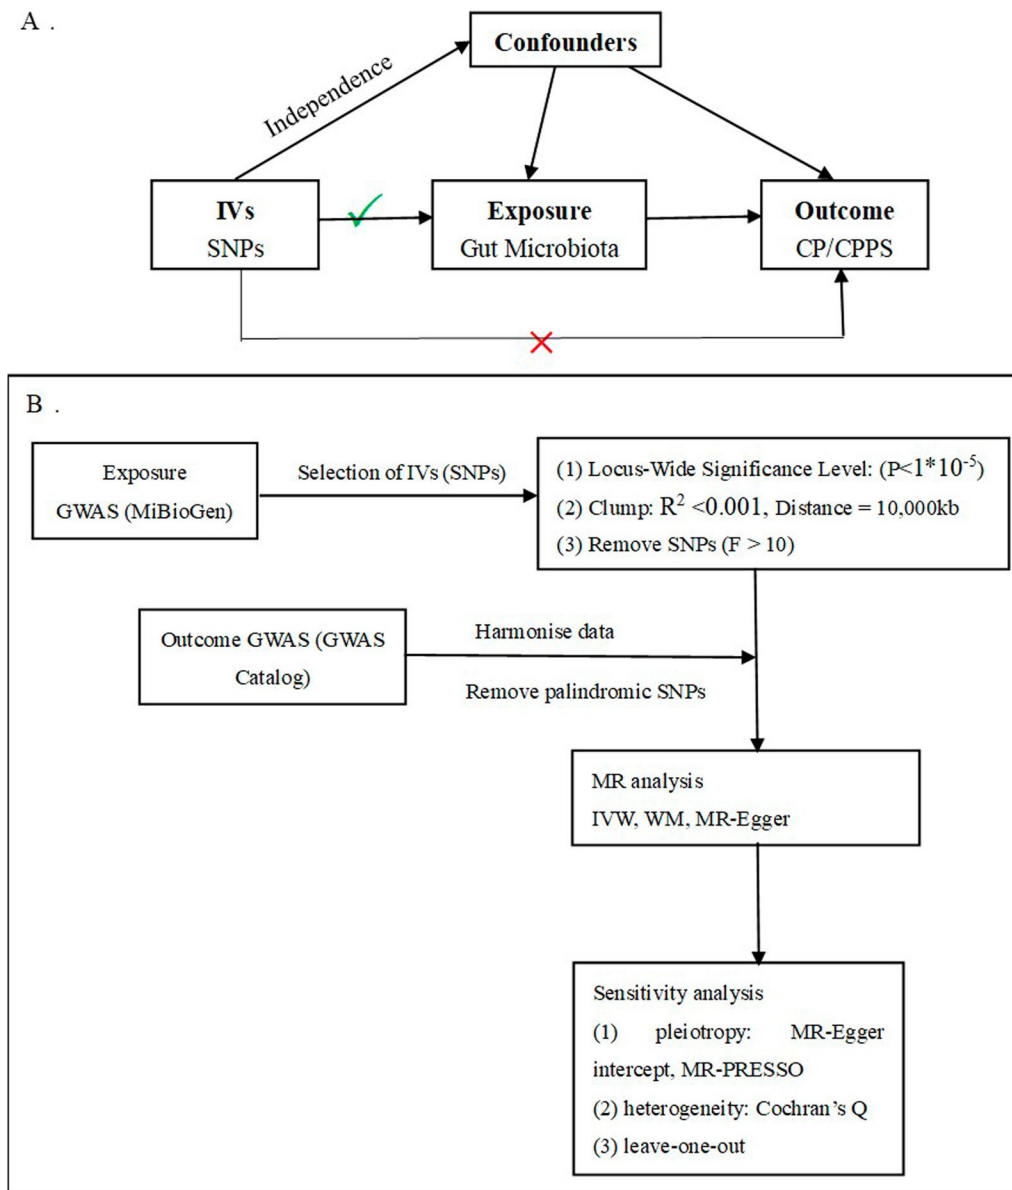 A .
Confounders
Independence
IVs
SNPs
Exposure
Gut Microbiota
Outcome
CP/CPPS
B .
Exposure
GWAS (MiBioGen)
Selection of IVs (SNPs)
(1) Locus-Wide Significance Level: (P<1*10⁻⁵)
(2) Clump: R² <0.001, Distance = 10,000kb
(3) Remove SNPs (F > 10)
Outcome GWAS (GWAS
Catalog)
Harmonise data
Remove palindromic SNPs
MR analysis
IVW, WM, MR-Egger
Sensitivity analysis
(1) pleiotropy: MR-Egger
intercept, MR-PRESSO
(2) heterogeneity: Cochran’s Q
(3) leave-one-out